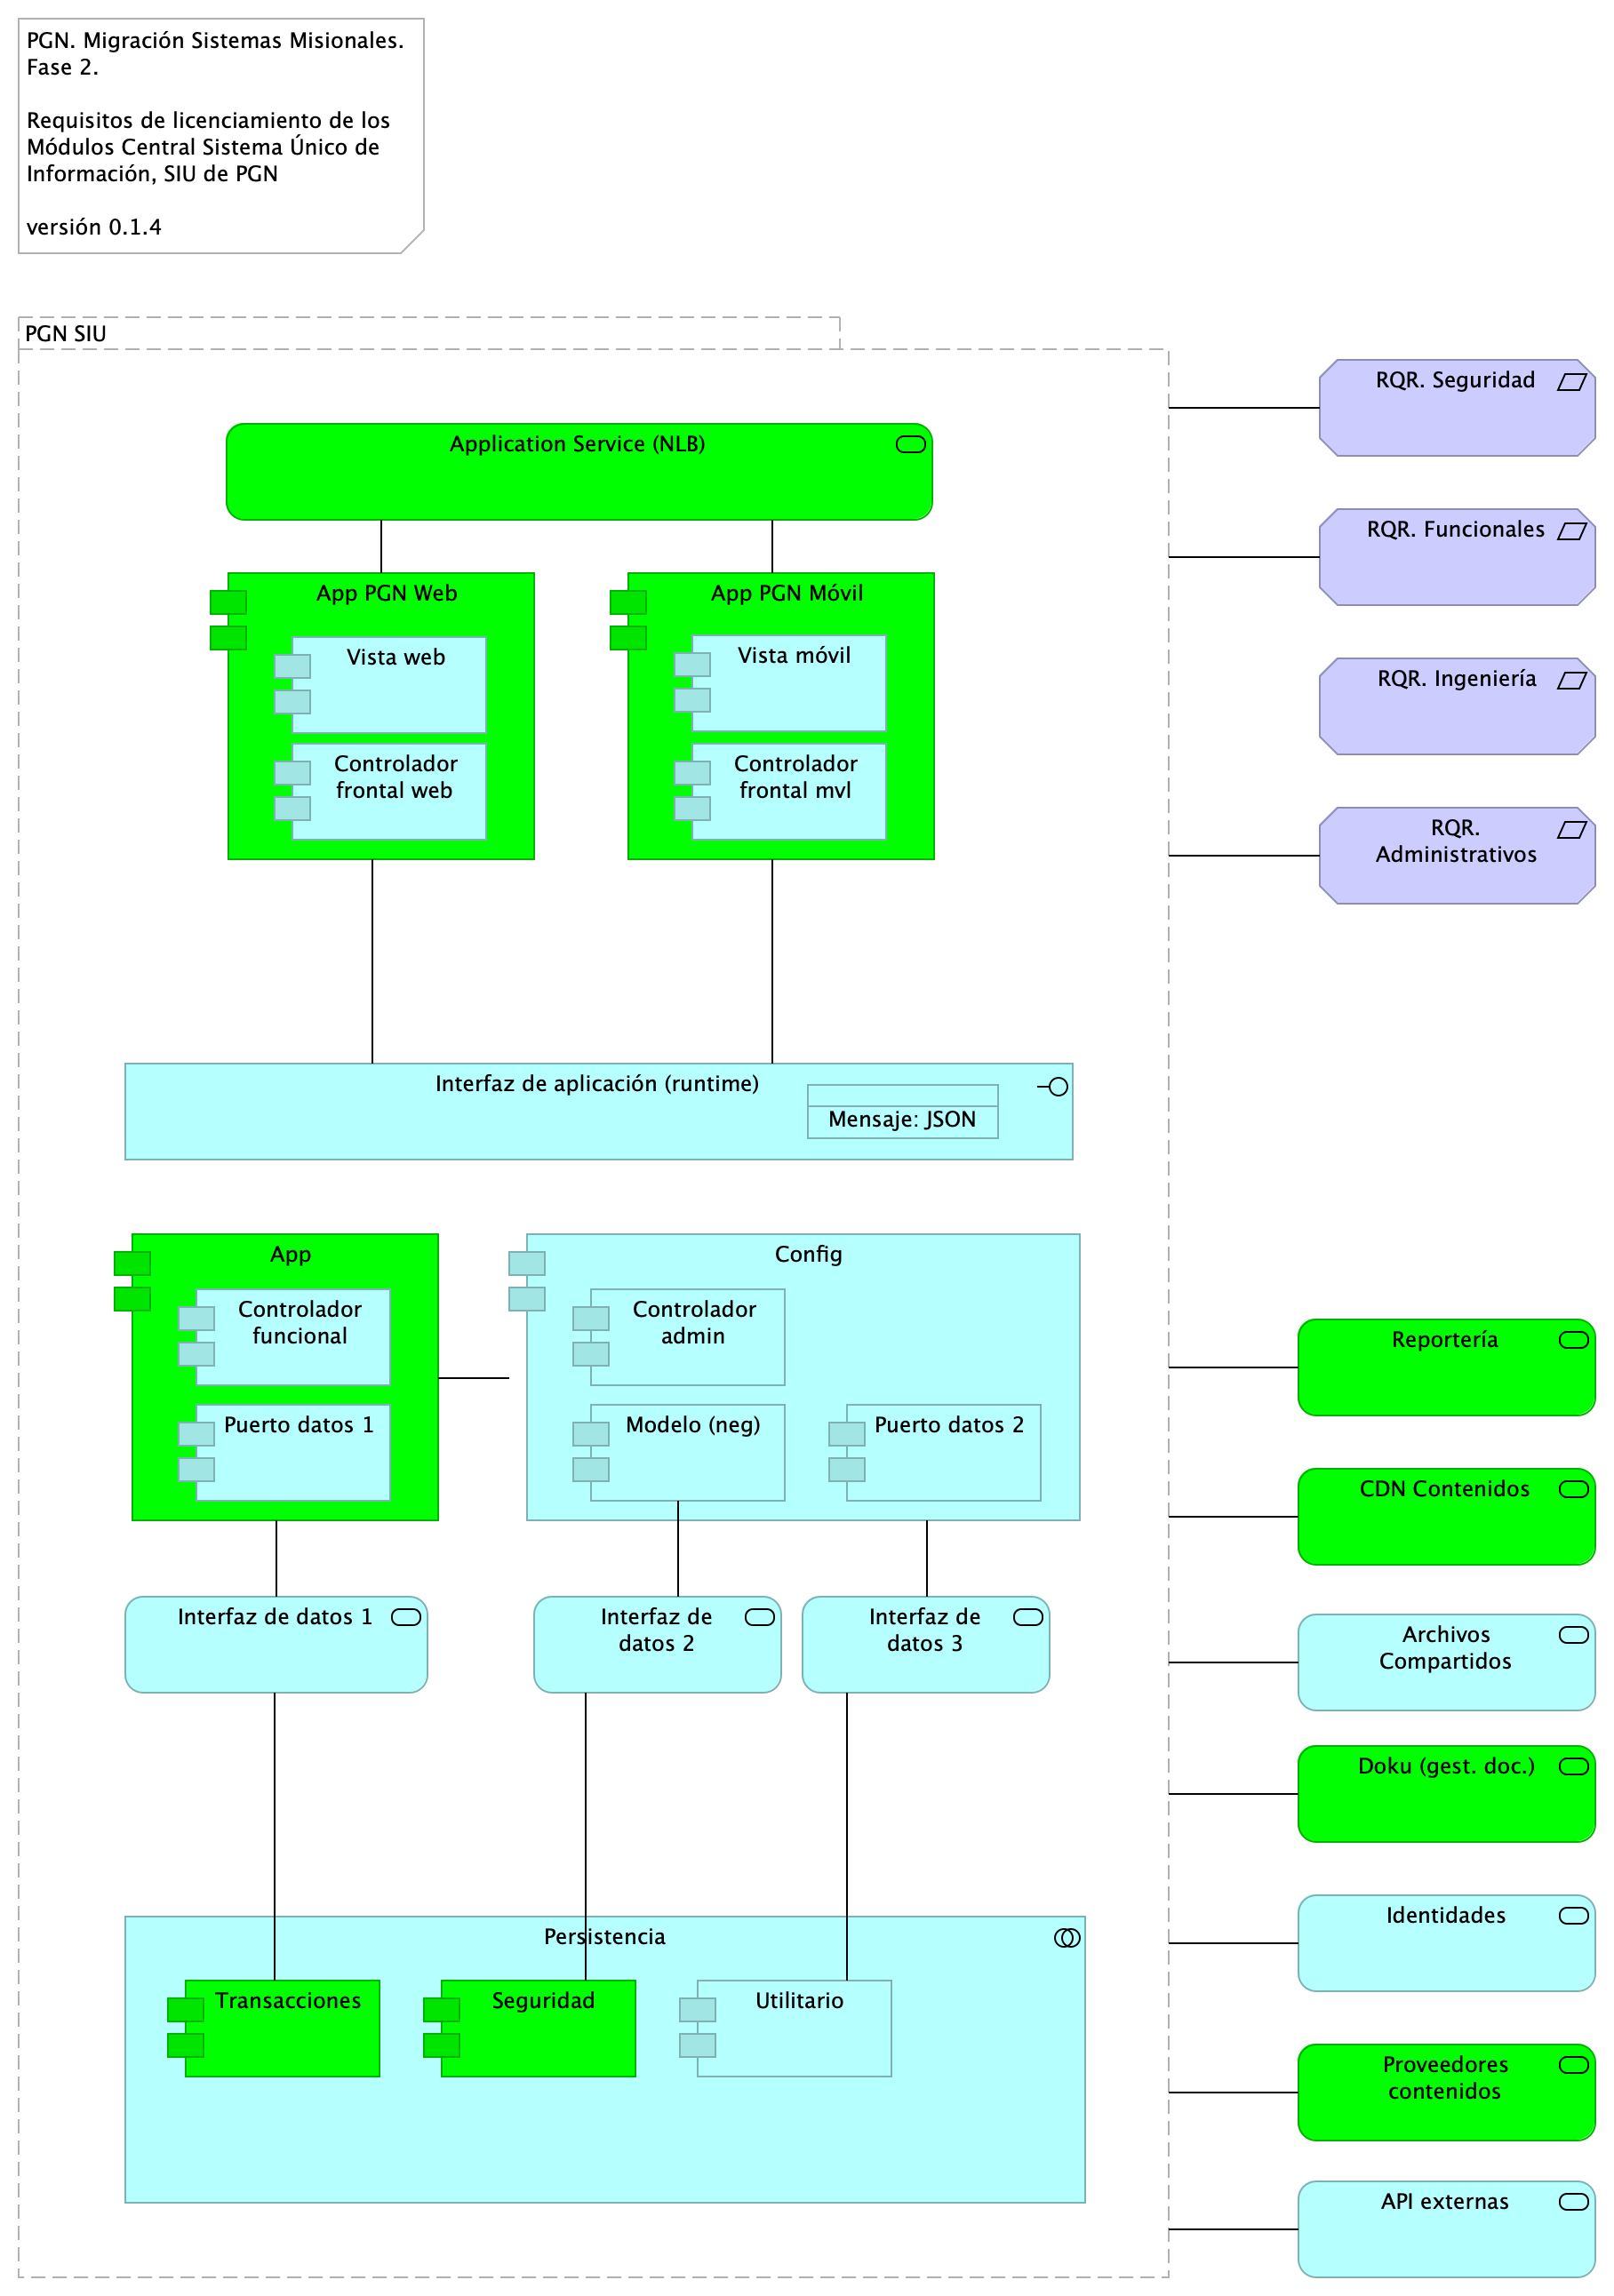 PGN. Migración Sistemas Misionales.
Fase 2.
Requisitos de licenciamiento de los
Módulos Central Sistema Único de
Información, SIU de PGN
versión 0.1.4
PGN SIU
RQR. Seguridad
Application Service (NLB)
RQR. Funcionales
App PGN Web
App PGN Móvil
Vista web
Vista móvil
RQR. Ingeniería
Controlador
frontal web
Controlador
frontal mvl
RQR.
Administrativos
Interfaz de aplicación (runtime)
Mensaje: JSON
App
Config
Controlador
funcional
Controlador
admin
Reportería
Puerto datos 1
Modelo (neg)
Puerto datos 2
CDN Contenidos
Interfaz de datos 1
Interfaz de
datos 2
Interfaz de
datos 3
Archivos
Compartidos
Doku (gest. doc.)
Persistencia
Identidades
Transacciones
Seguridad
Utilitario
Proveedores
contenidos
API externas